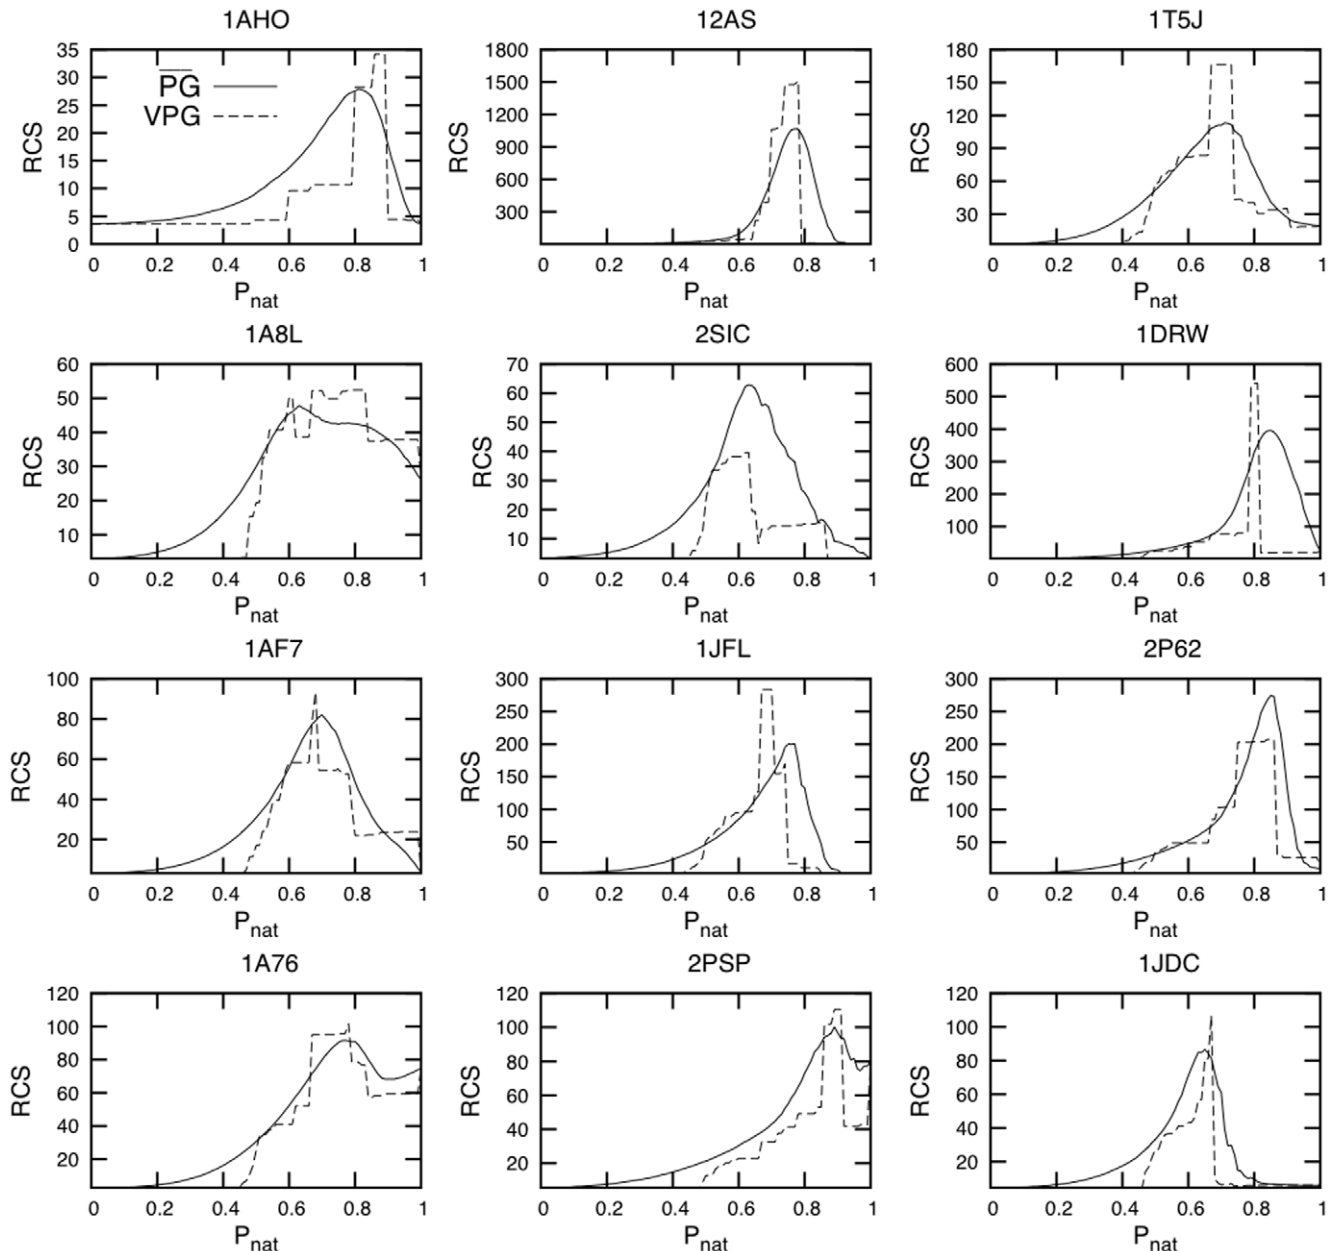 1AHO 12AS 1T5J
35 1800 180
30 PG 1500 150
25 VPG 1200 120
20
RCS 15 RCS 900 RCS 90
10 600 60
5 300 30
0
0 0.2 0.4 0.6 0.8 1 0 0.2 0.4 0.6 0.8 1 0 0.2 0.4 0.6 0.8 1
Pnat Pnat Pnat
1A8L 2SIC 1DRW
60 70 600
50 60 500
40 50 400
RCS 30 RCS 40 RCS 300
20 30 200
10 20 100
10
0 0.2 0.4 0.6 0.8 1 0 0.2 0.4 0.6 0.8 1 0 0.2 0.4 0.6 0.8 1
Pnat Pnat Pnat
1AF7 1JFL 2P62
100 300 300
80 250 250
60 200 200
RCS 40 RCS 150 RCS 150
20 100 100
50 50
0 0.2 0.4 0.6 0.8 1 0 0.2 0.4 0.6 0.8 1 0 0.2 0.4 0.6 0.8 1
Pnat Pnat Pnat
1A76 2PSP 1JDC
120 120 120
100 100 100
80 80 80
RCS 60 RCS 60 RCS 60
40 40 40
20 20 20
0 0.2 0.4 0.6 0.8 1 0 0.2 0.4 0.6 0.8 1 0 0.2 0.4 0.6 0.8 1
Pnat Pnat Pnat